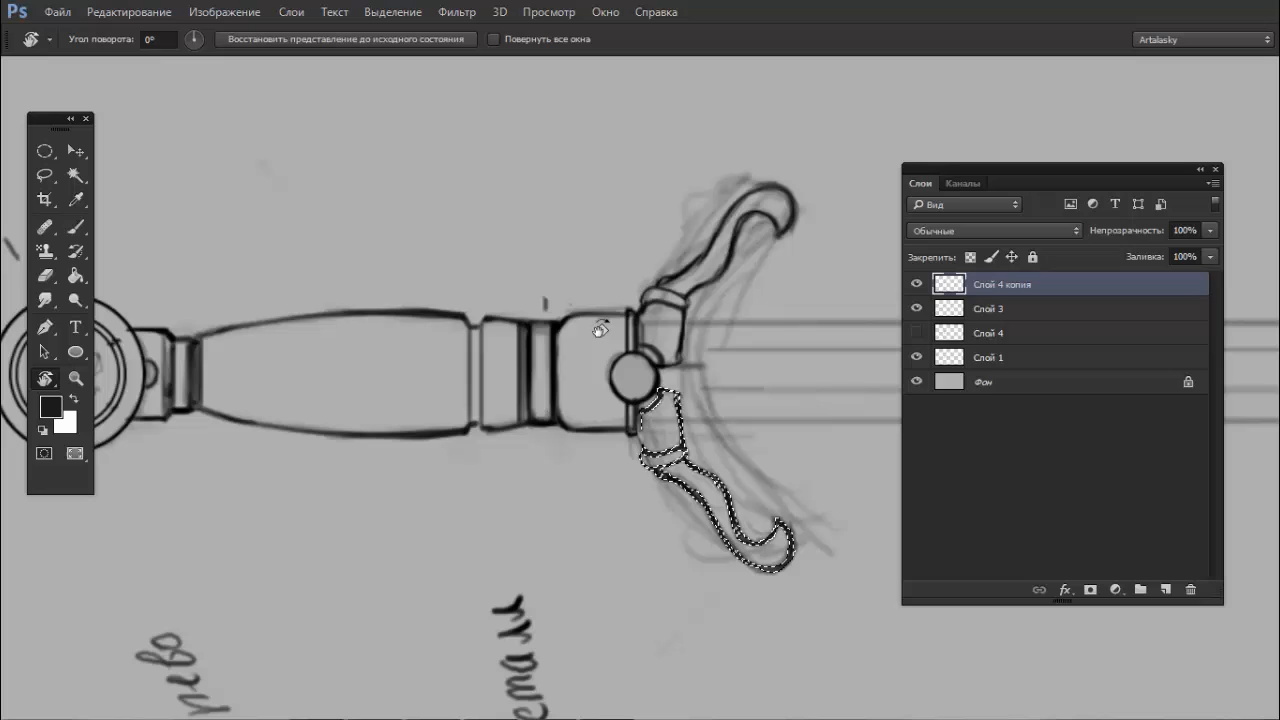 Ps Файл Редактирование Изображение Слои Текст Выделение Фильтр 3D Просмотр Окно Справка
Угол поворота: 0° Восстановить представление до исходного состояния Повернуть все окна Artalasky
Слои Каналы
Вид
Обычные Непрозрачность: 100%
Закрепить: Заливка: 100%
Слой 4 копия
Слой 3
Слой 4
Слой 1
Фон